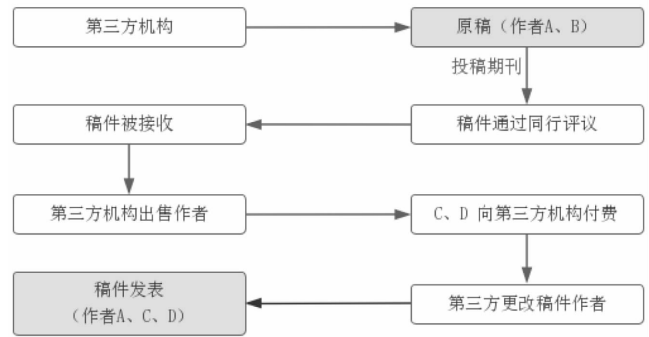 第三方机构
原稿（作者A、B）
投稿期刊
稿件通过同行评议
稿件被接收
第三方机构出售作者
C、D 向第三方机构付费
第三方更改稿件作者
稿件发表
（作者A、C、D）